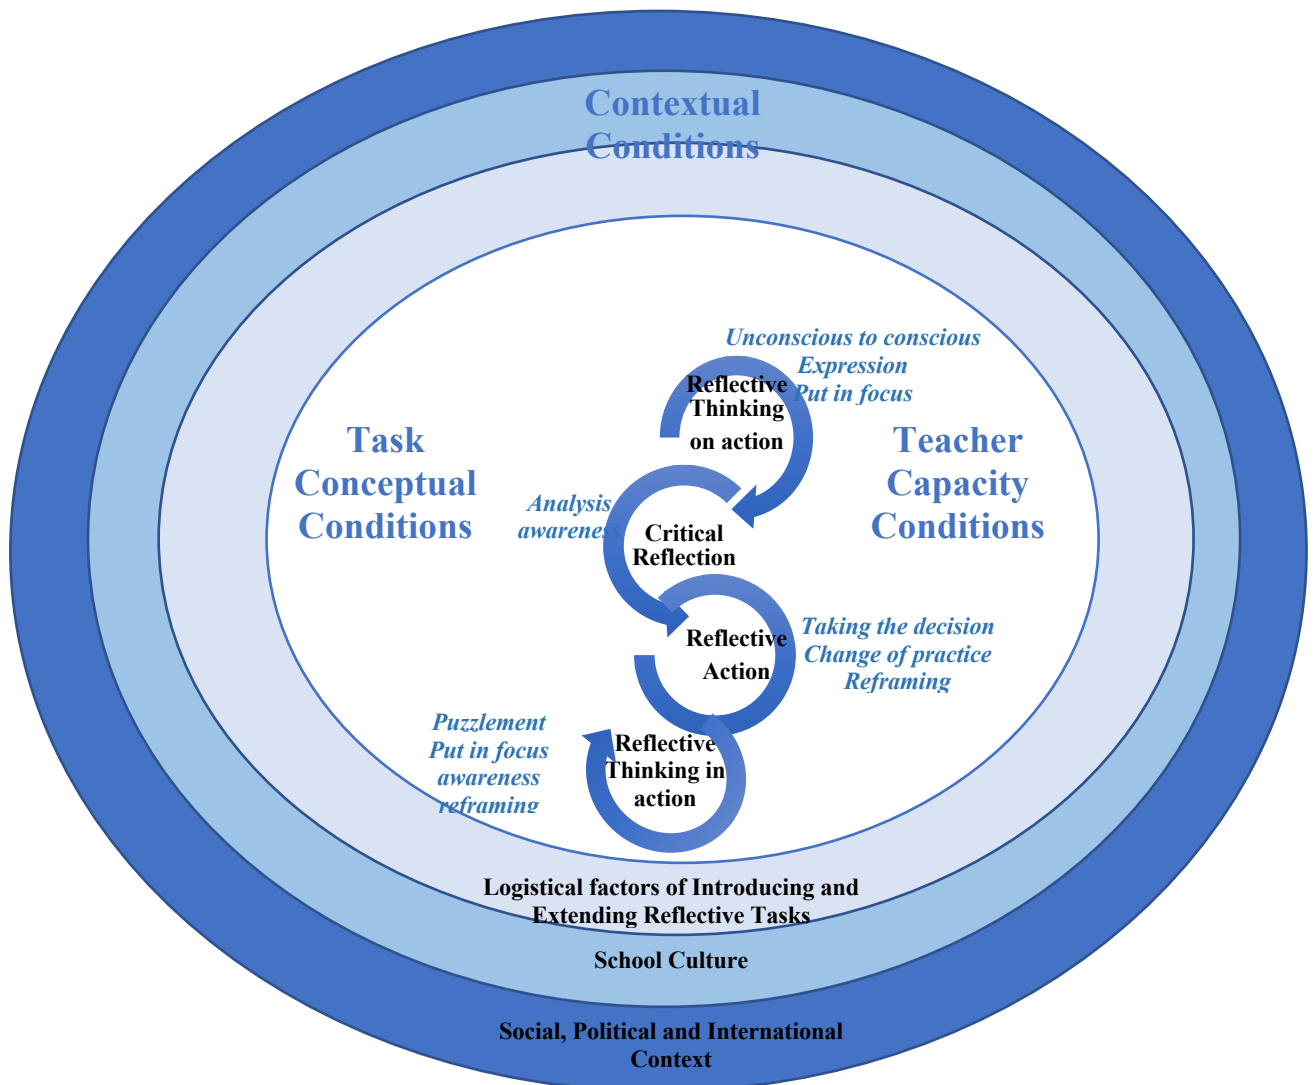 Contextual
Conditions
Unconscious to conscious
Expression
Put in focus
Reflective
Thinking
on action
Task
Conceptual
Conditions
Teacher
Capacity
Conditions
Analysis
awareness
Critical
Reflection
Reflective
Action
Taking the decision
Change of practice
Reframing
Puzzlement
Put in focus
awareness
reframing
Reflective
Thinking in
action
Logistical factors of Introducing and
Extending Reflective Tasks
School Culture
Social, Political and International
Context